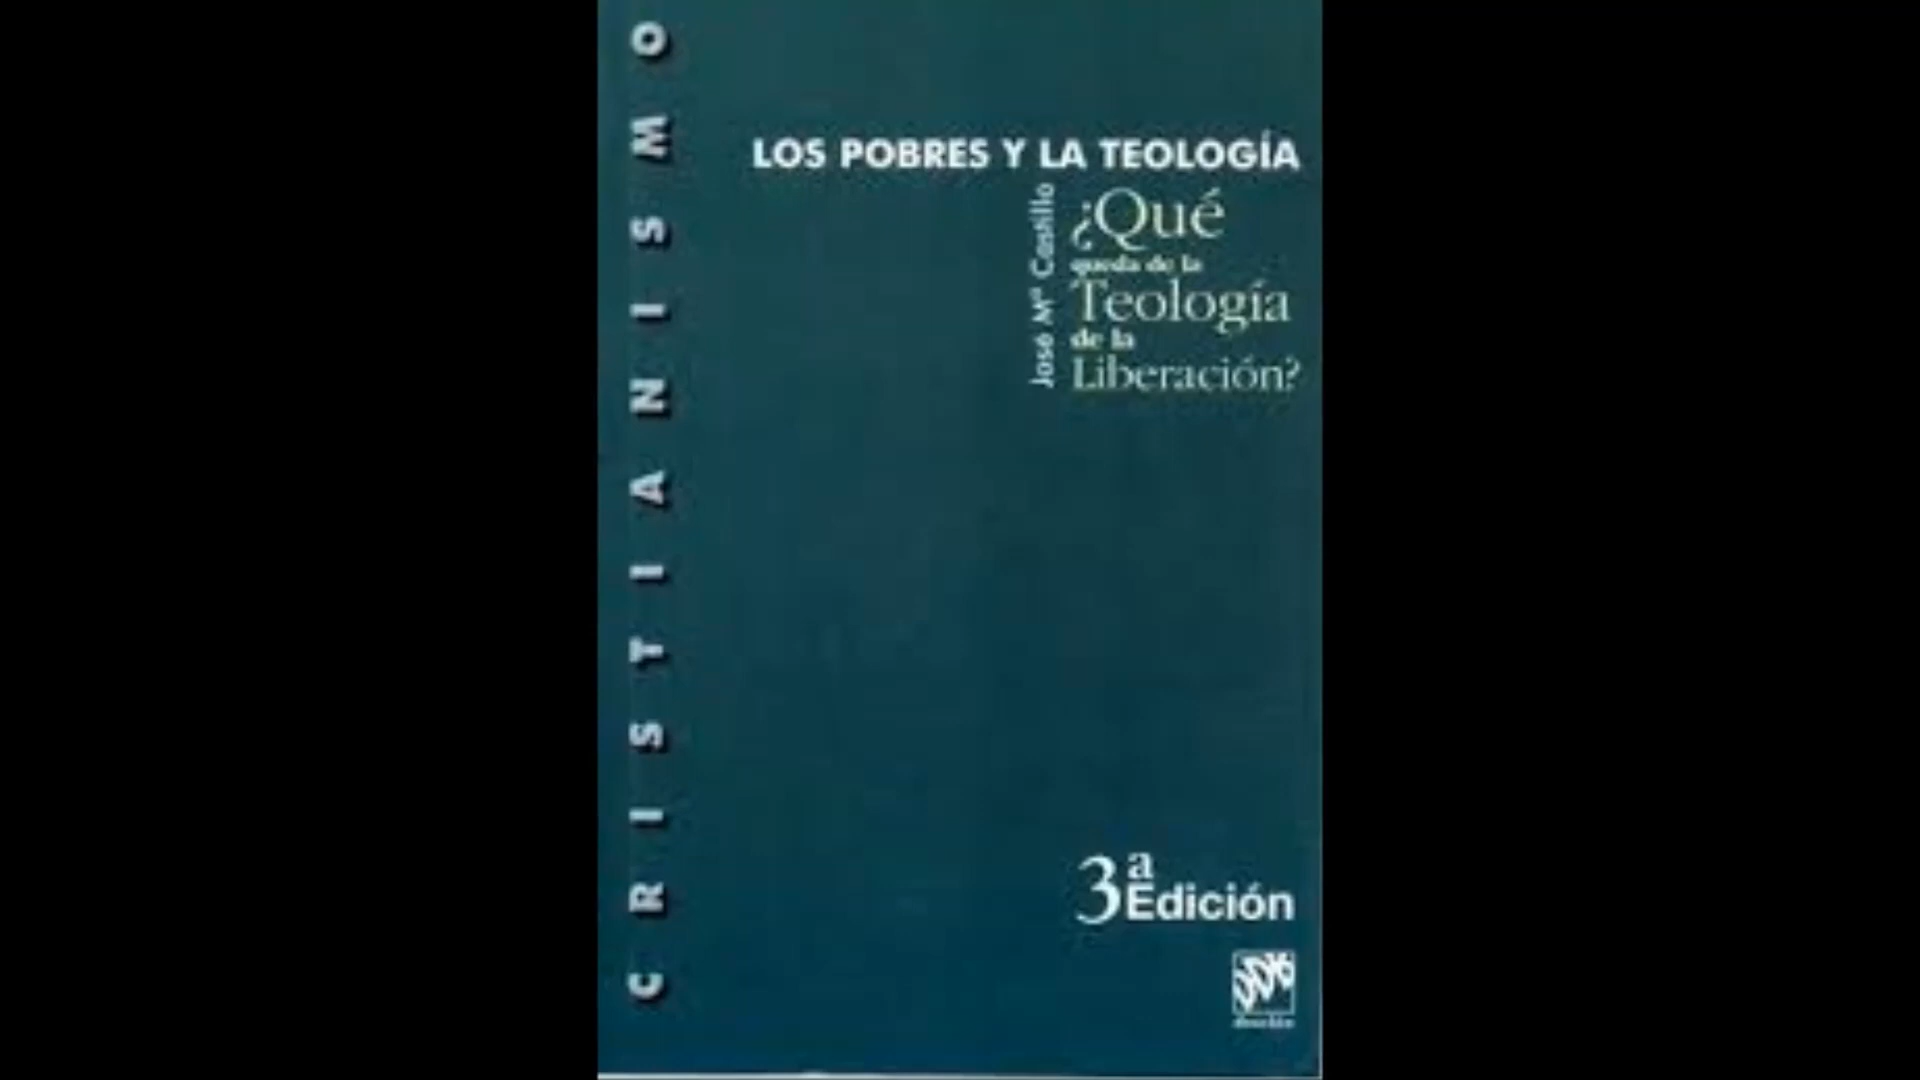 CRISTIANISMO
LOS POBRES Y LA TEOLOGÍA
José Mª Castillo
¿Qué
queda de la
Teología
de la
Liberación?
3ª
Edición